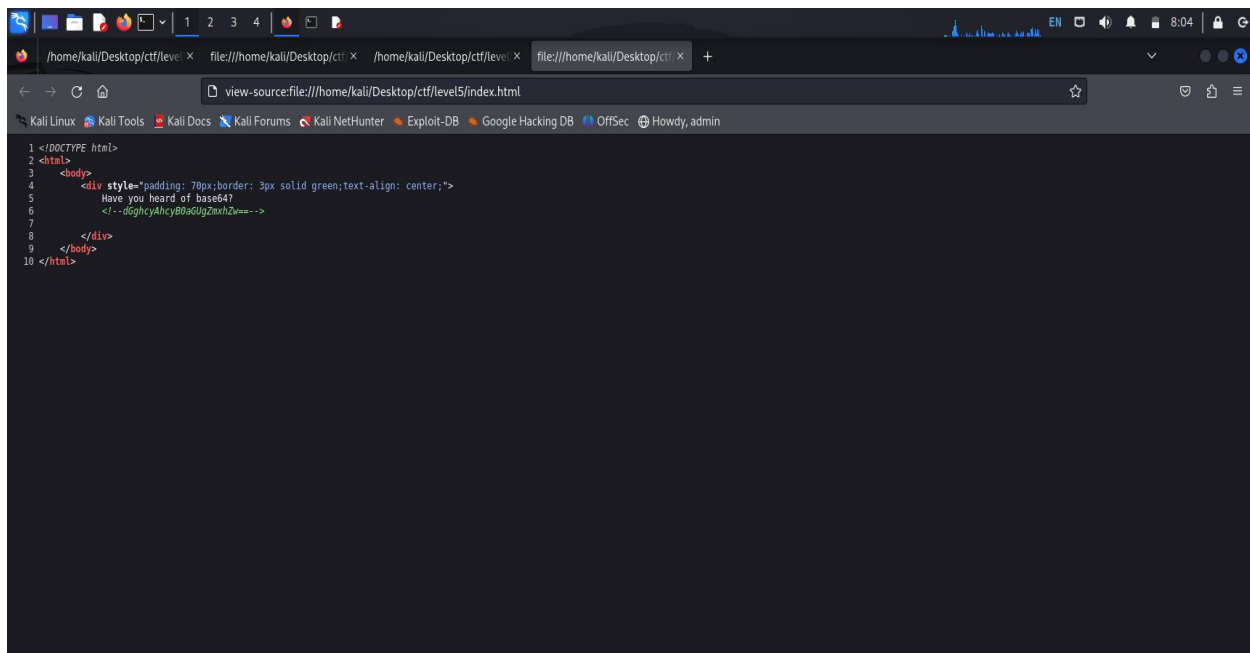 1 2 3 4 EN 8:04
/home/kali/Desktop/ctf/level file:///home/kali/Desktop/ctf/ /home/kali/Desktop/ctf/level file:///home/kali/Desktop/ctf/
view-source:file:///home/kali/Desktop/ctf/level5/index.html
Kali Linux Kali Tools Kali Docs Kali Forums Kali NetHunter Exploit-DB Google Hacking DB OffSec Howdy, admin
1 <!DOCTYPE html>
2 <html>
3 <body>
4 <div style="padding: 70px;border: 3px solid green;text-align: center;">
5 Have you heard of base64?
6 <!--dGghcyAhcyB0aGUgZmxhZw==-->
7
8 </div>
9 </body>
10 </html>